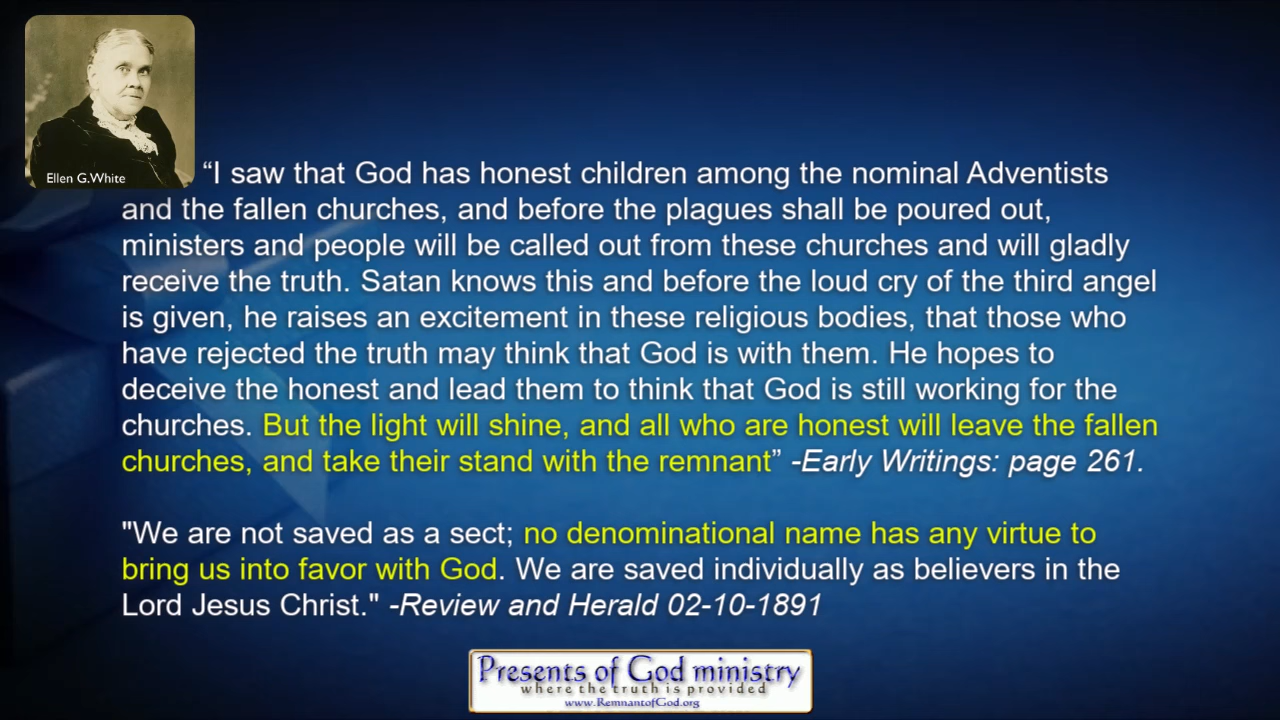 Ellen G.White
“I saw that God has honest children among the nominal Adventists
and the fallen churches, and before the plagues shall be poured out,
ministers and people will be called out from these churches and will gladly
receive the truth. Satan knows this and before the loud cry of the third angel
is given, he raises an excitement in these religious bodies, that those who
have rejected the truth may think that God is with them. He hopes to
deceive the honest and lead them to think that God is still working for the
churches. But the light will shine, and all who are honest will leave the fallen
churches, and take their stand with the remnant” -Early Writings: page 261.
"We are not saved as a sect; no denominational name has any virtue to
bring us into favor with God. We are saved individually as believers in the
Lord Jesus Christ." -Review and Herald 02-10-1891
Presents of God ministry
where the truth is provided
www.RemnantofGod.org